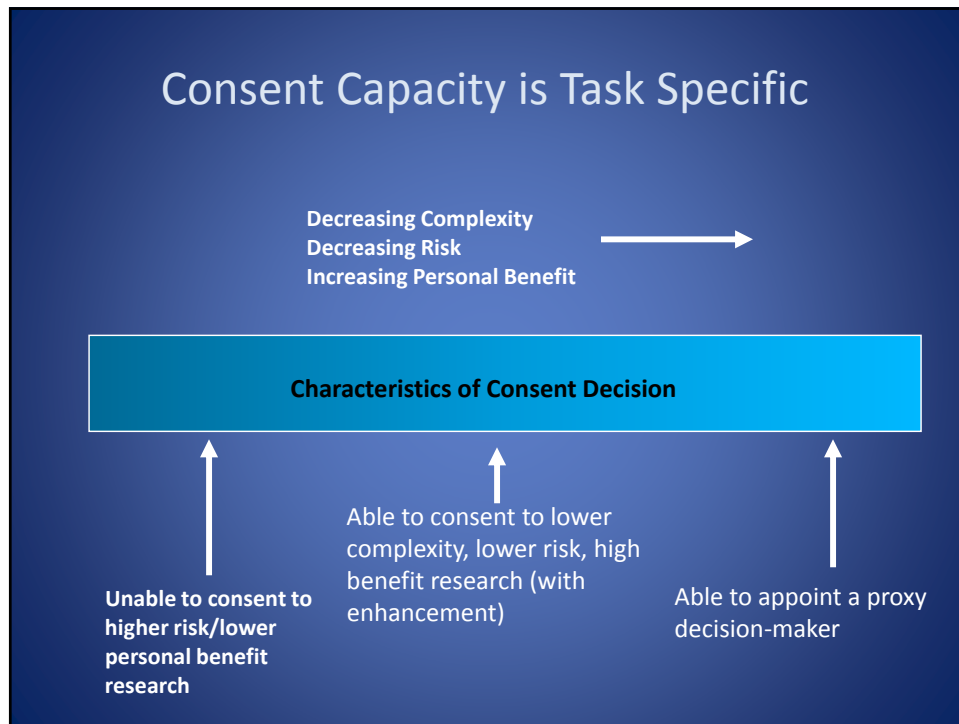 Consent Capacity is Task Specific
Decreasing Complexity
Decreasing Risk
Increasing Personal Benefit
Characteristics of Consent Decision
Unable to consent to
higher risk/lower
personal benefit
research
Able to consent to lower
complexity, lower risk, high
benefit research (with
enhancement)
Able to appoint a proxy
decision-maker